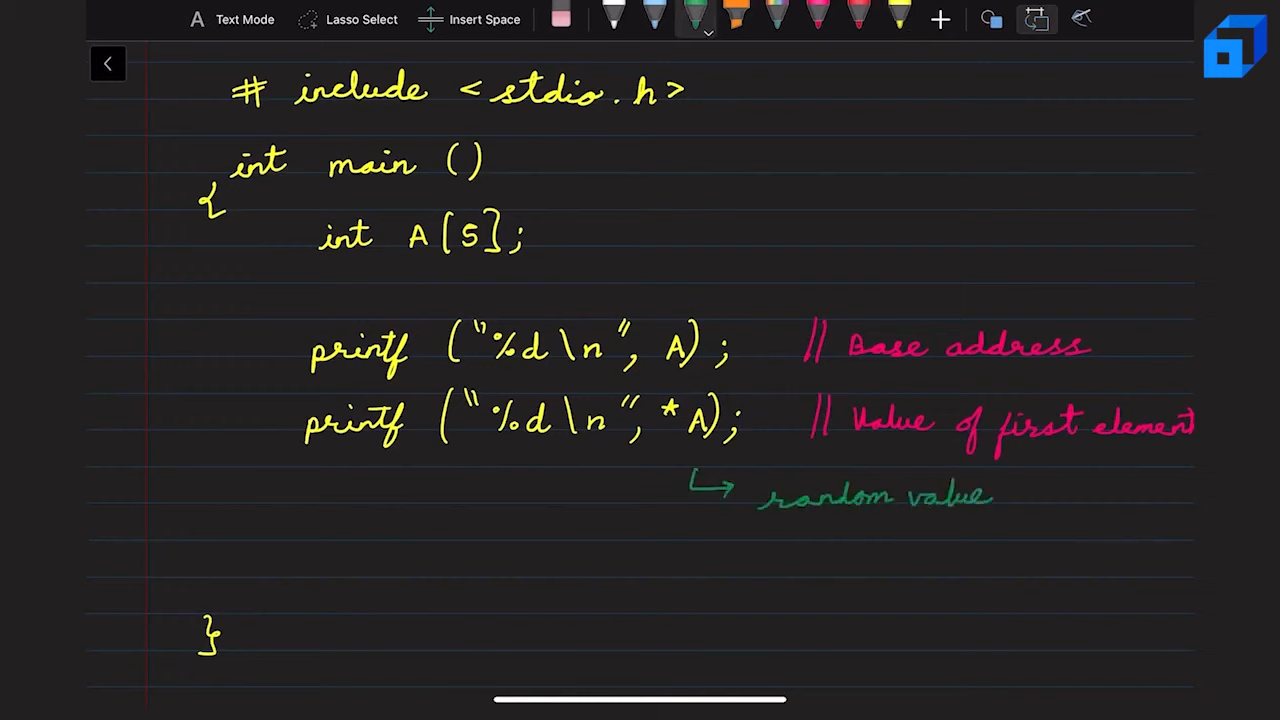 Text Mode Lasso Select Insert Space
# include <stdio.h>
int main ()
{
int A[5];
printf ("%d\n", A); // Base address
printf ("%d\n", *A); // Value of first element
random value
}